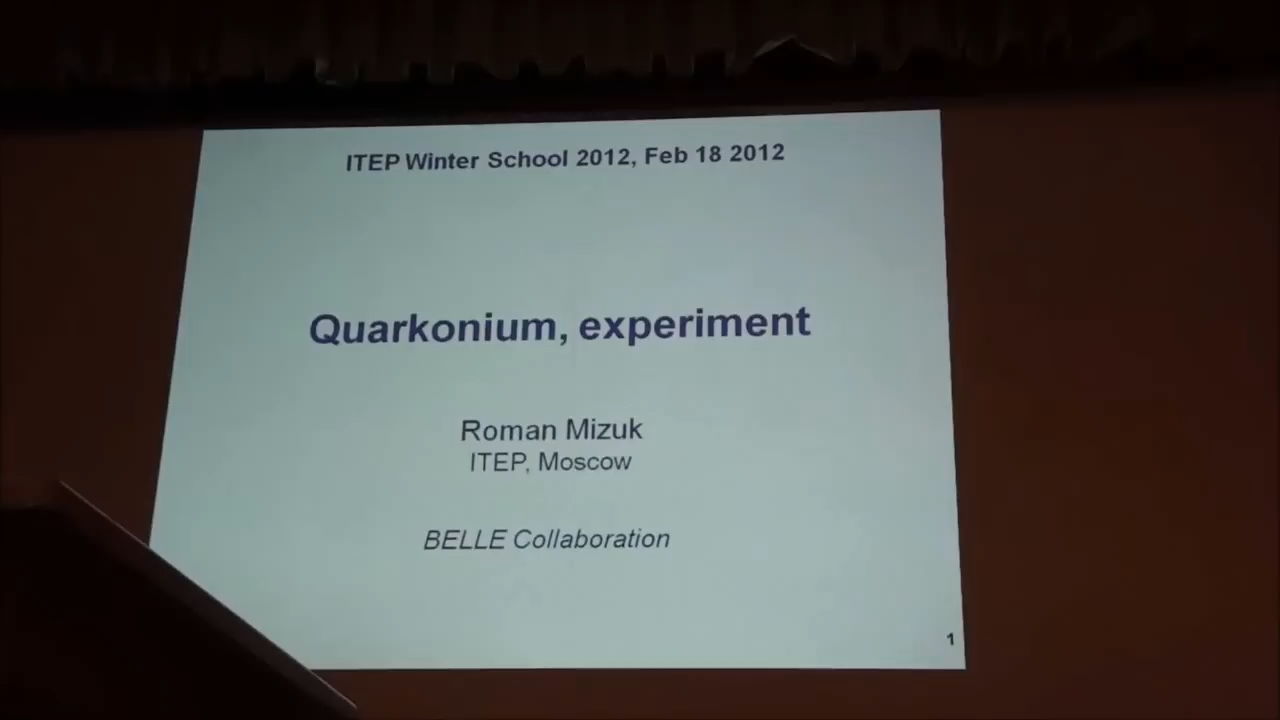 ITEP Winter School 2012, Feb 18 2012
Quarkonium, experiment
Roman Mizuk
ITEP, Moscow
BELLE Collaboration
1